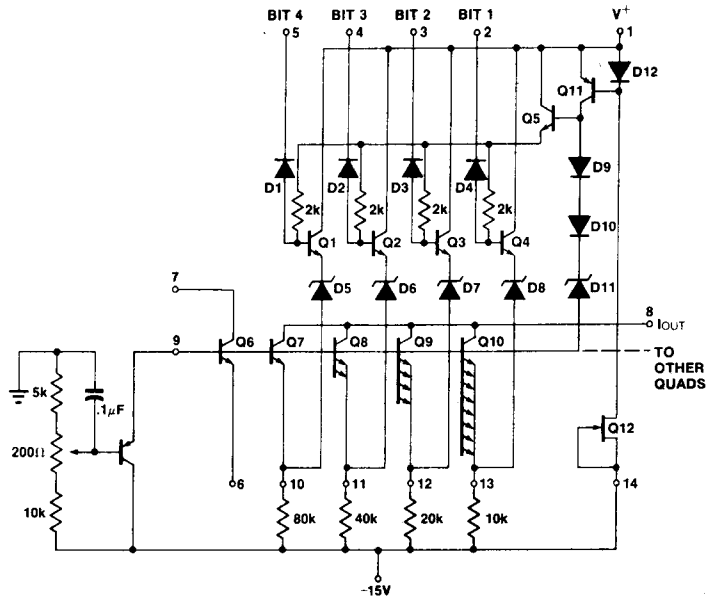 BIT 4 BIT 3 BIT 2 BIT 1 V+
5 4 3 2 1
D12
Q11
Q5
D1 D2 D3 D4 D9
2k 2k 2k 2k
D10
Q1 Q2 Q3 Q4
7
D5 D6 D7 D8 D11
8
IOUT
9
Q6 Q7 Q8 Q9 Q10
TO
OTHER
QUADS
5k
.1μF
200Ω
Q12
6 10 11 12 13 14
10k
80k 40k 20k 10k
-15V